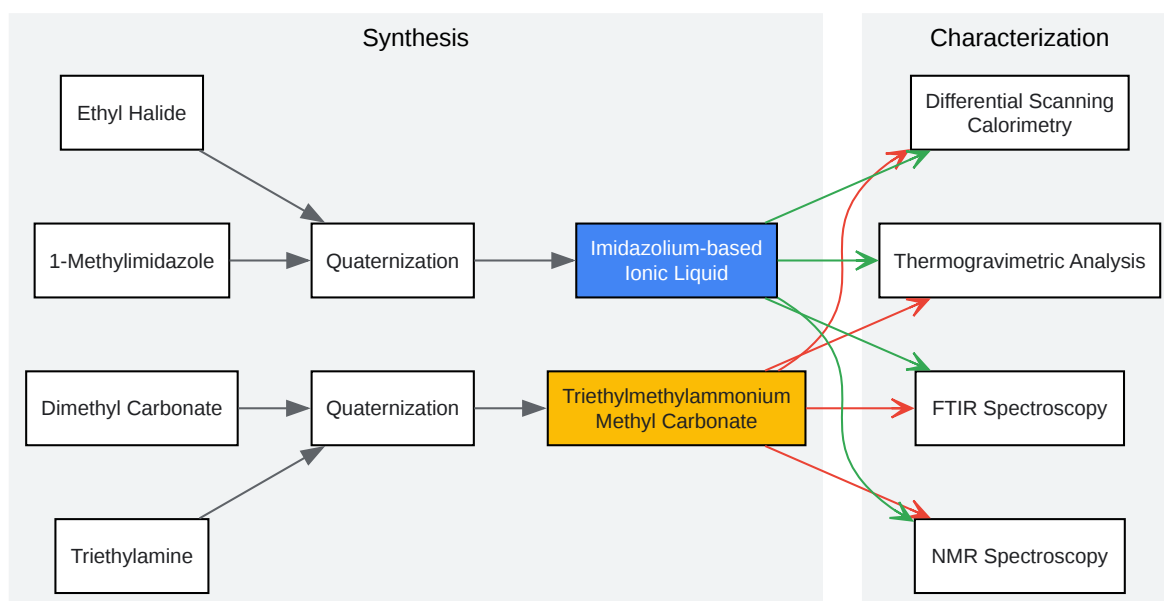 Synthesis
Characterization
Ethyl Halide
Differential Scanning
Calorimetry
1-Methylimidazole
Quaternization
Imidazolium-based
Ionic Liquid
Thermogravimetric Analysis
Dimethyl Carbonate
Quaternization
Triethylmethylammonium
Methyl Carbonate
FTIR Spectroscopy
Triethylamine
NMR Spectroscopy